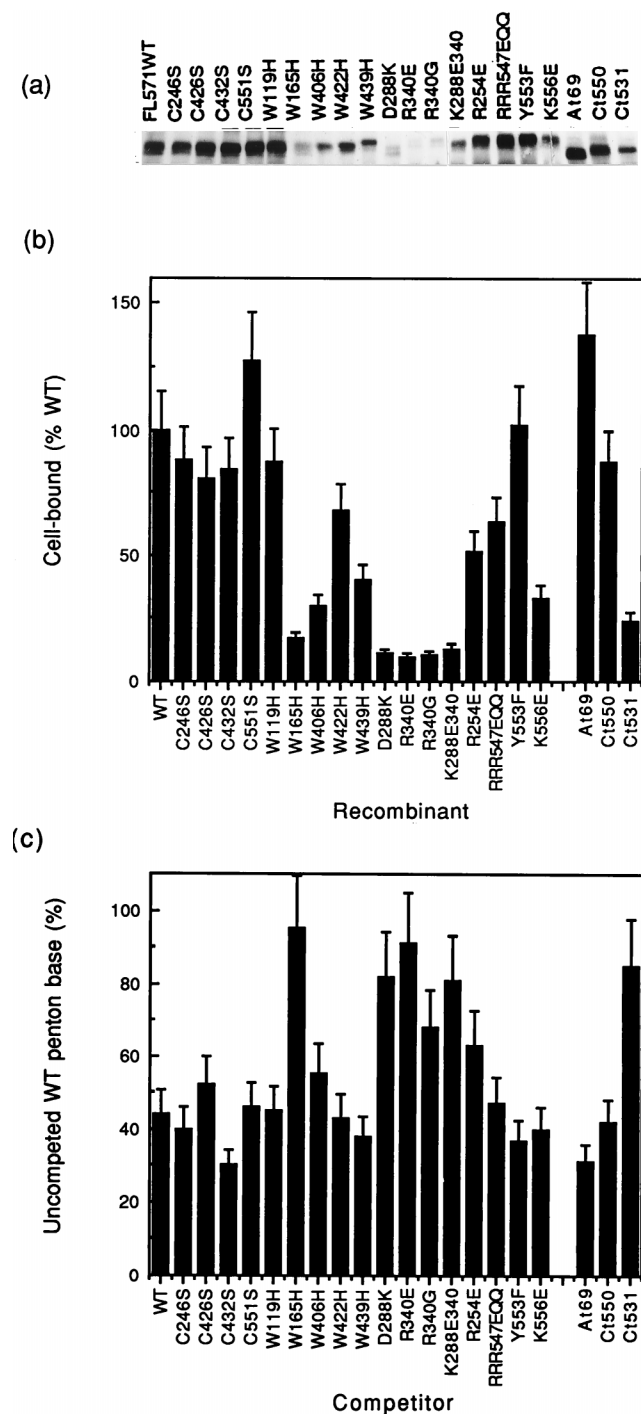 (a)
FL571WT C246S C426S C432S C551S W119H W165H W406H W422H W439H D288K R340E R340G K288E340 R254E RRR547EQQ Y553F K556E At69 Ct550 Ct531
(b)
Cell-bound (% WT)
150
100
50
0
WT C246S C426S C432S C551S W119H W165H W406H W422H W439H D288K R340E R340G K288E340 R254E RRR547EQQ Y553F K556E At69 Ct550 Ct531
Recombinant
(c)
Uncompeted WT penton base (%)
100
80
60
40
20
0
WT C246S C426S C432S C551S W119H W165H W406H W422H W439H D288K R340E R340G K288E340 R254E RRR547EQQ Y553F K556E At69 Ct550 Ct531
Competitor